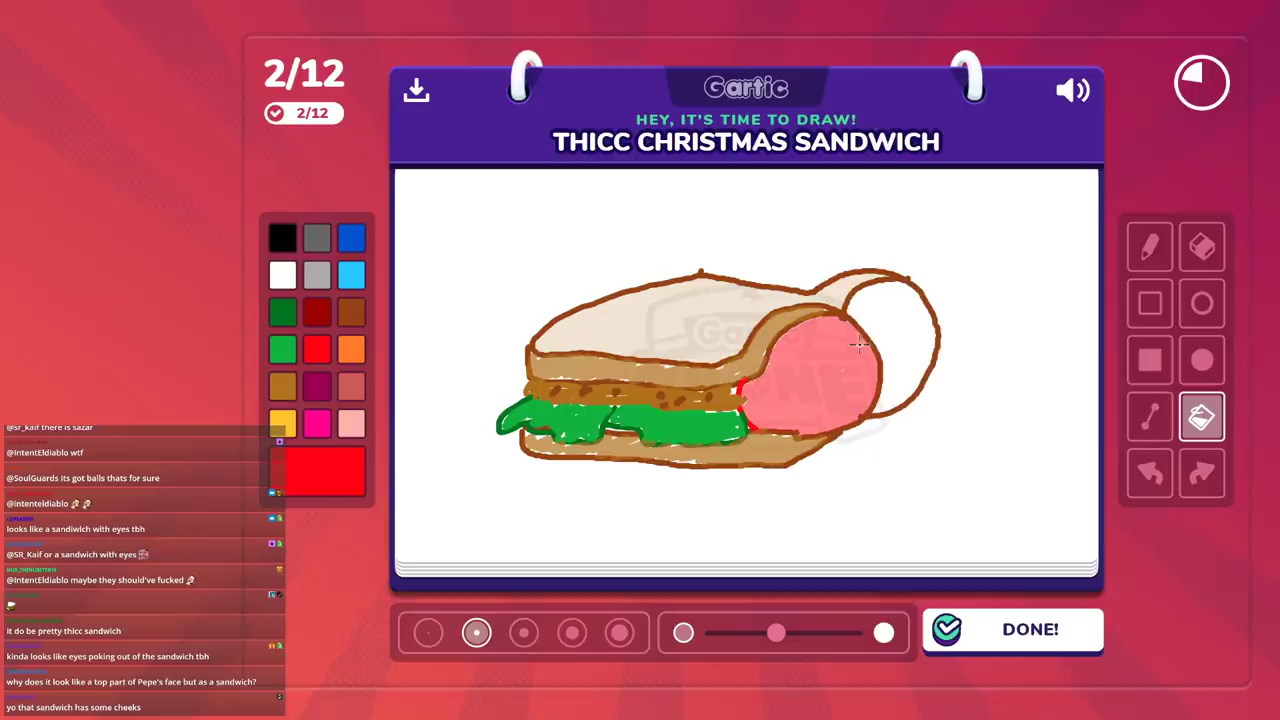 2/12
2/12
Gartic
HEY, IT'S TIME TO DRAW!
THICC CHRISTMAS SANDWICH
@sr_kaif there is sazar
@IntentEldiablo wtf
@SoulGuards its got balls thats for sure
@intenteldiablo
looks like a sandwich with eyes tbh
@SR_Kaif or a sandwich with eyes
@IntentEldiablo maybe they should've fucked
it do be pretty thicc sandwich
kinda looks like eyes poking out of the sandwich tbh
why does it look like a top part of Pepe's face but as a sandwich?
yo that sandwich has some cheeks
DONE!